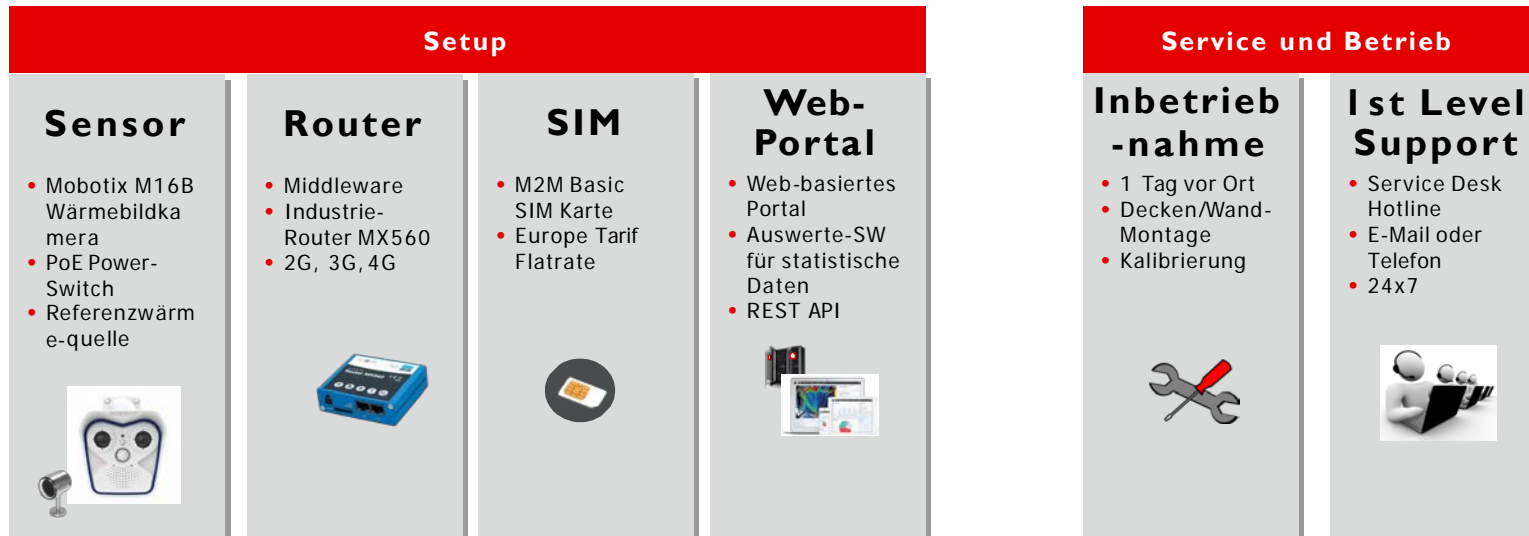 Setup
Service und Betrieb
Sensor
• Mobotix M16B
Wärmebildka
mera
• PoE Power-
Switch
• Referenzwärm
e-quelle
Router
• Middleware
• Industrie-
Router MX560
• 2G, 3G, 4G
SIM
• M2M Basic
SIM Karte
• Europe Tarif
Flatrate
Web-
Portal
• Web-basiertes
Portal
• Auswerte-SW
für statistische
Daten
• REST API
Inbetrieb
-nahme
• 1 Tag vor Ort
• Decken/Wand-
Montage
• Kalibrierung
1st Level
Support
• Service Desk
Hotline
• E-Mail oder
Telefon
• 24x7